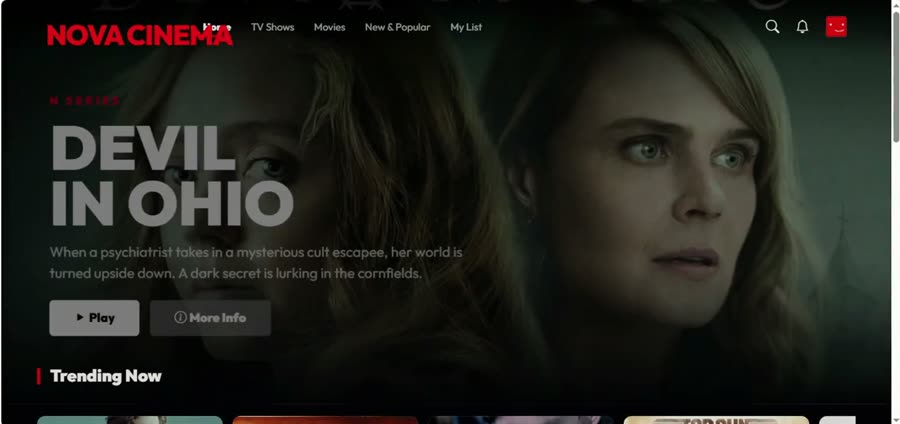 NOVA CINEMA
Home
TV Shows
Movies
New & Popular
My List
N SERIES
DEVIL
IN OHIO
When a psychiatrist takes in a mysterious cult escapee, her world is
turned upside down. A dark secret is lurking in the cornfields.
Play
More Info
Trending Now
TOP GUN